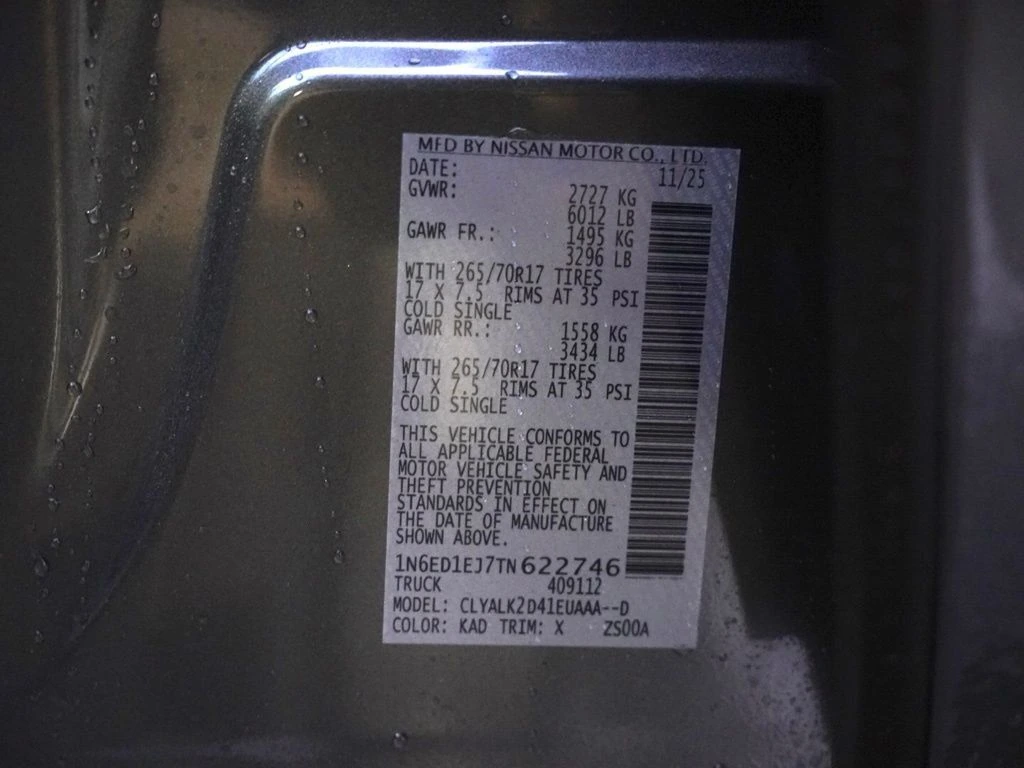 MFD BY NISSAN MOTOR CO., LTD.
DATE: 11/25
GVWR: 2727 KG
6012 LB
GAWR FR.: 1495 KG
3296 LB
WITH 265/70R17 TIRES
17 X 7.5 RIMS AT 35 PSI
COLD SINGLE
GAWR RR.: 1558 KG
3434 LB
WITH 265/70R17 TIRES
17 X 7.5 RIMS AT 35 PSI
COLD SINGLE
THIS VEHICLE CONFORMS TO
ALL APPLICABLE FEDERAL
MOTOR VEHICLE SAFETY AND
THEFT PREVENTION
STANDARDS IN EFFECT ON
THE DATE OF MANUFACTURE
SHOWN ABOVE.
1N6ED1EJ7TN622746
TRUCK 409112
MODEL: CLYALK2D41EUAAA--D
COLOR: KAD TRIM: X ZS00A